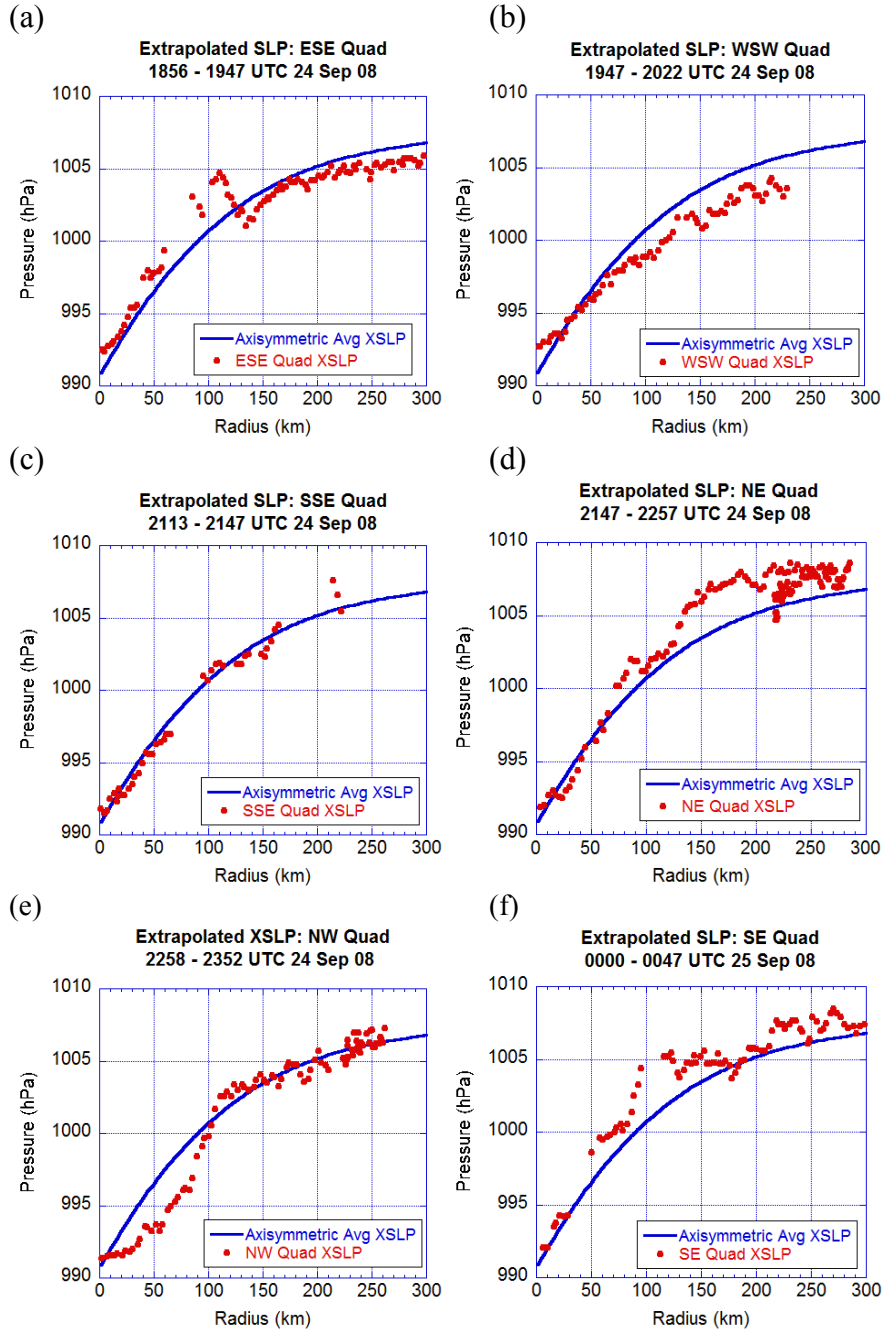 (a)
Extrapolated SLP: ESE Quad
1856 - 1947 UTC 24 Sep 08
1010
1005
1000
995
990
Pressure (hPa)
Axisymmetric Avg XSLP
ESE Quad XSLP
0 50 100 150 200 250 300
Radius (km)
(b)
Extrapolated SLP: WSW Quad
1947 - 2022 UTC 24 Sep 08
1010
1005
1000
995
990
Pressure (hPa)
Axisymmetric Avg XSLP
WSW Quad XSLP
0 50 100 150 200 250 300
Radius (km)
(c)
Extrapolated SLP: SSE Quad
2113 - 2147 UTC 24 Sep 08
1010
1005
1000
995
990
Pressure (hPa)
Axisymmetric Avg XSLP
SSE Quad XSLP
0 50 100 150 200 250 300
Radius (km)
(d)
Extrapolated SLP: NE Quad
2147 - 2257 UTC 24 Sep 08
1010
1005
1000
995
990
Pressure (hPa)
Axisymmetric Avg XSLP
NE Quad XSLP
0 50 100 150 200 250 300
Radius (km)
(e)
Extrapolated XSLP: NW Quad
2258 - 2352 UTC 24 Sep 08
1010
1005
1000
995
990
Pressure (hPa)
Axisymmetric Avg XSLP
NW Quad XSLP
0 50 100 150 200 250 300
Radius (km)
(f)
Extrapolated SLP: SE Quad
0000 - 0047 UTC 25 Sep 08
1010
1005
1000
995
990
Pressure (hPa)
Axisymmetric Avg XSLP
SE Quad XSLP
0 50 100 150 200 250 300
Radius (km)